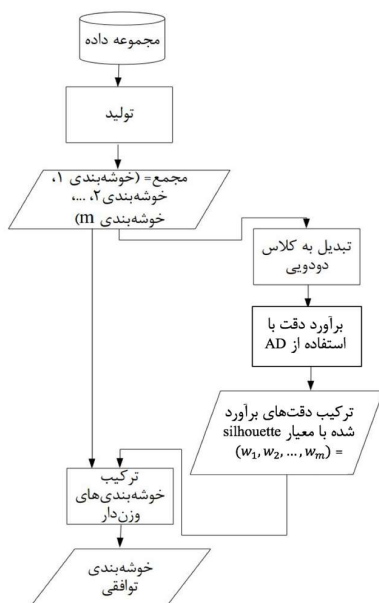 مجموعه داده
تولید
مجمع= (خوشه‌بندی ۱،
خوشه‌بندی۲، ...،
خوشه‌بندی m)
تبدیل به کلاس
دودویی
برآورد دقت با
استفاده از AD
ترکیب دقت‌های برآورد
شده با معیار silhouette
= (w₁, w₂, ..., wₘ)
ترکیب
خوشه‌بندی‌های
وزن‌دار
خوشه‌بندی
توافقی